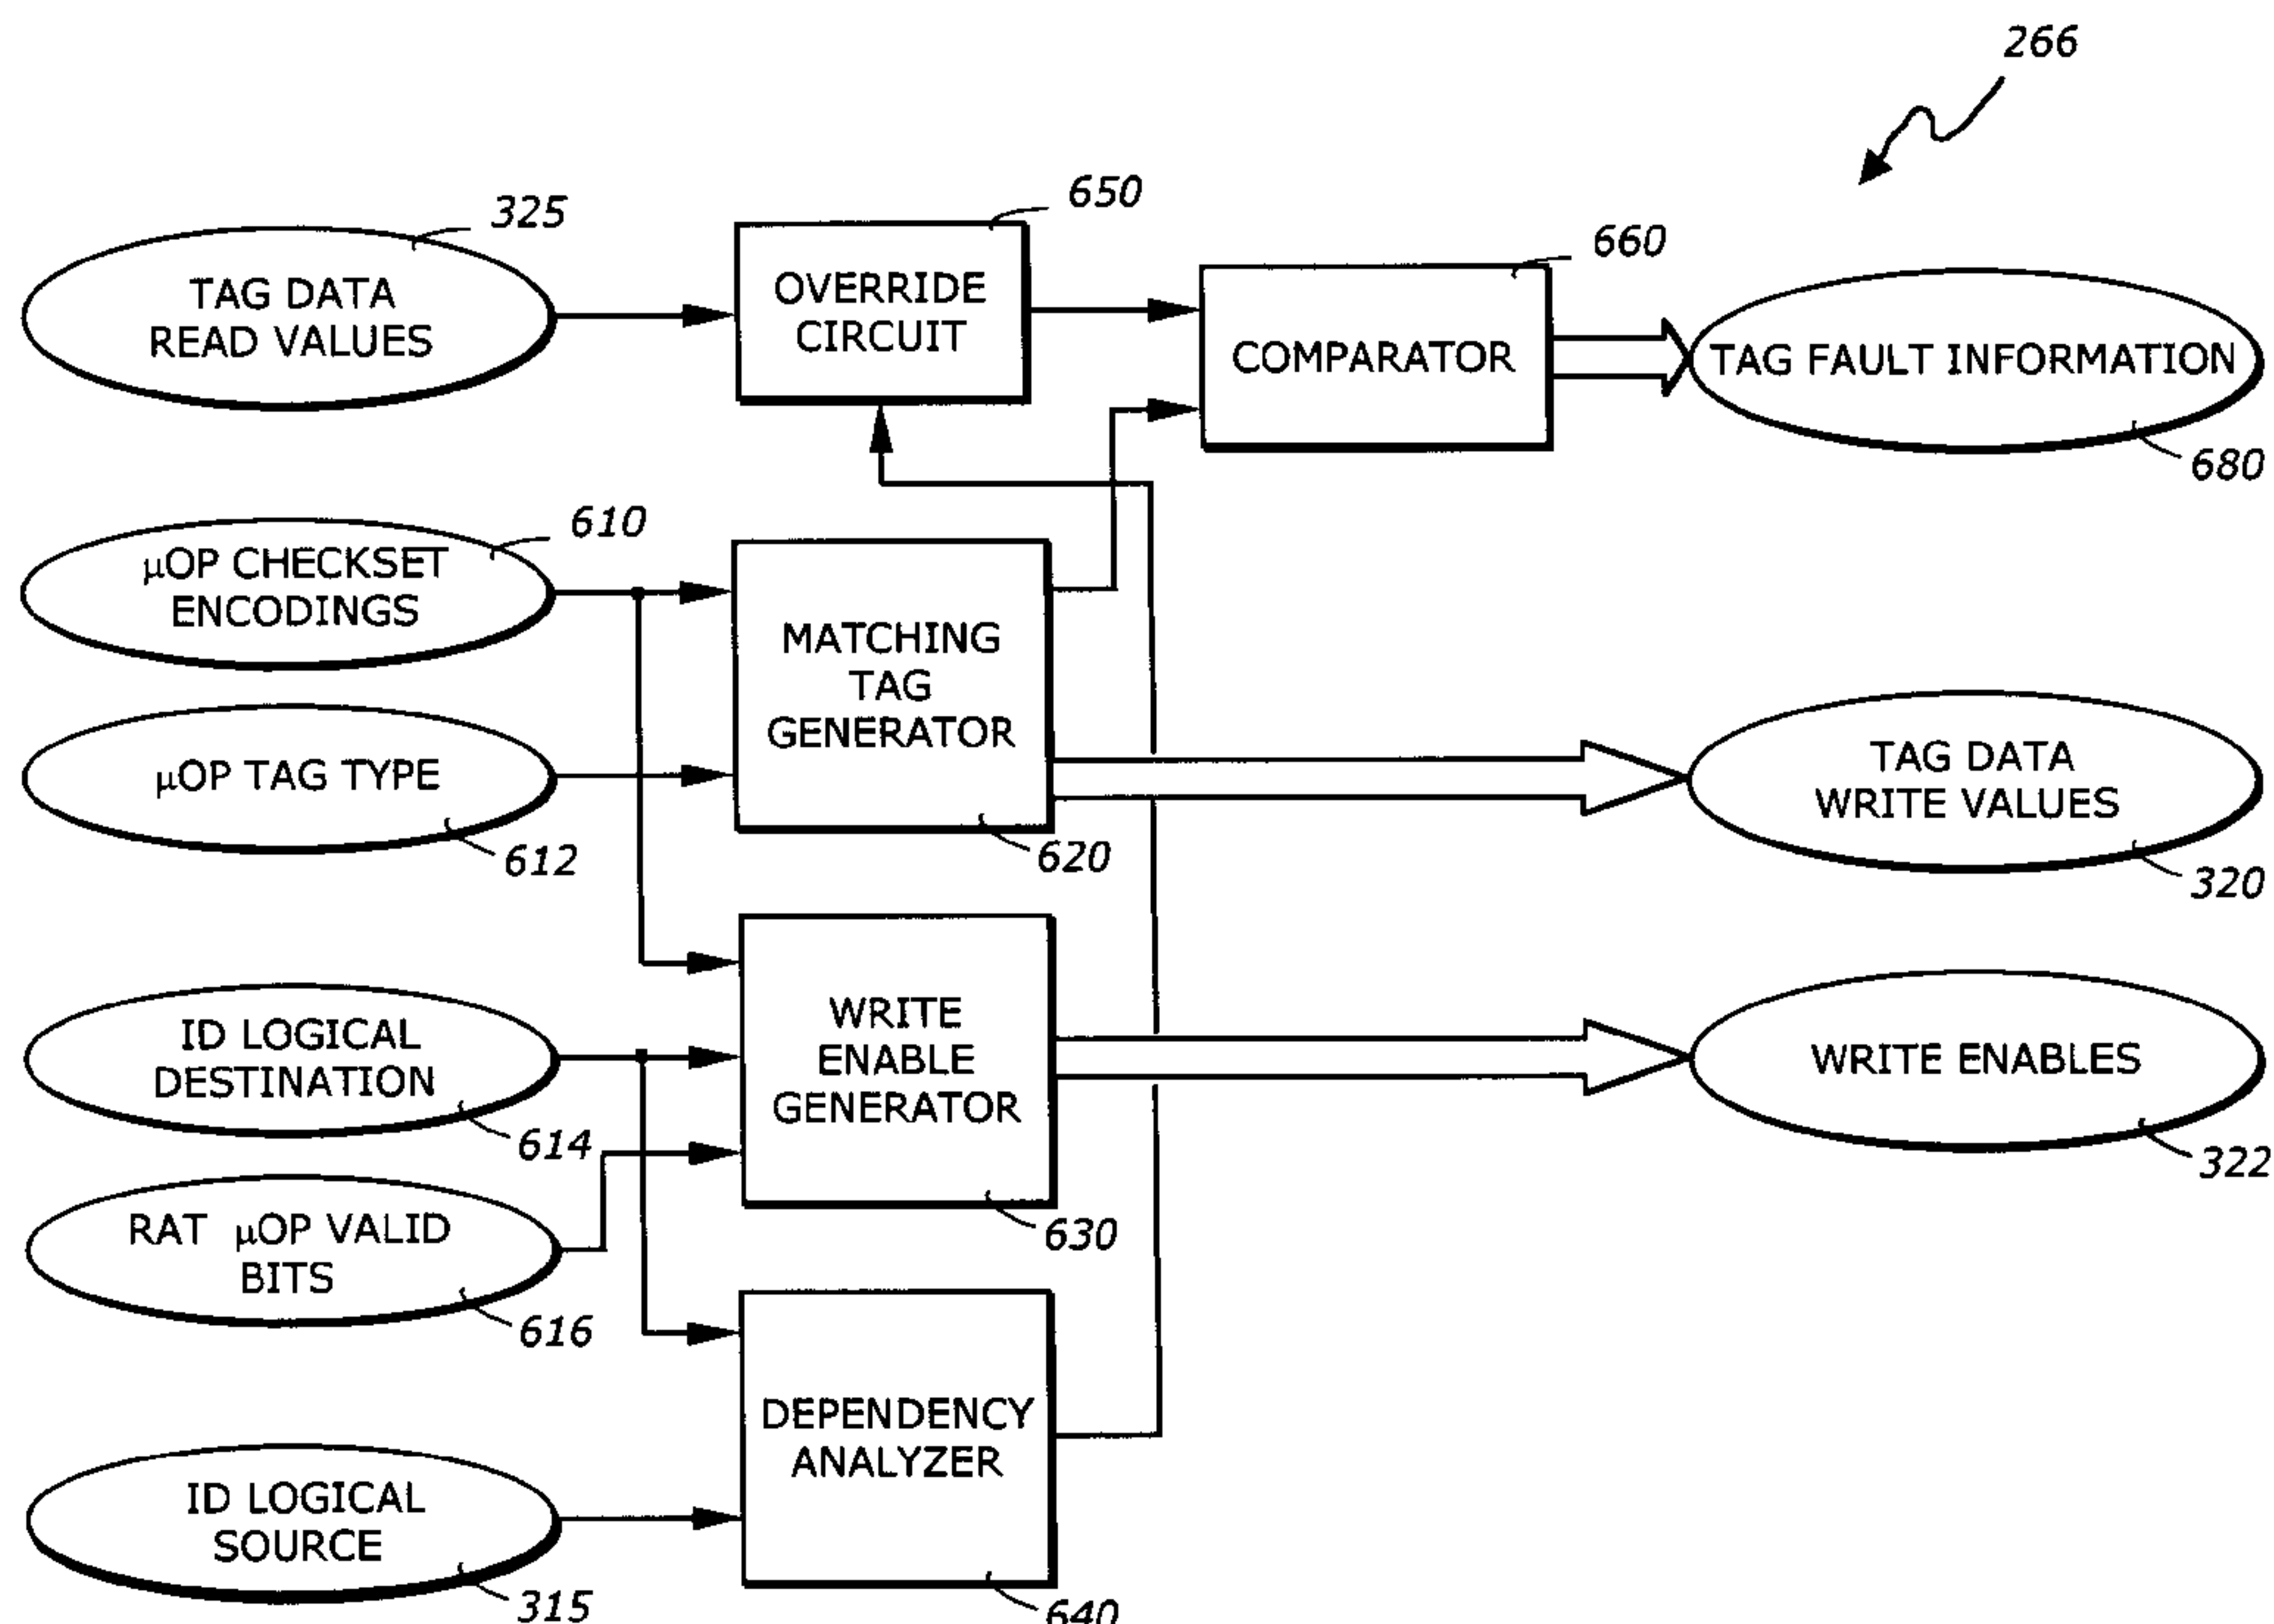 266
325
TAG DATA
READ VALUES
650
OVERRIDE
CIRCUIT
660
COMPARATOR
TAG FAULT INFORMATION
680
610
μOP CHECKSET
ENCODINGS
μOP TAG TYPE
612
MATCHING
TAG
GENERATOR
620
TAG DATA
WRITE VALUES
320
ID LOGICAL
DESTINATION
614
RAT μOP VALID
BITS
616
WRITE
ENABLE
GENERATOR
630
WRITE ENABLES
322
ID LOGICAL
SOURCE
315
DEPENDENCY
ANALYZER
640